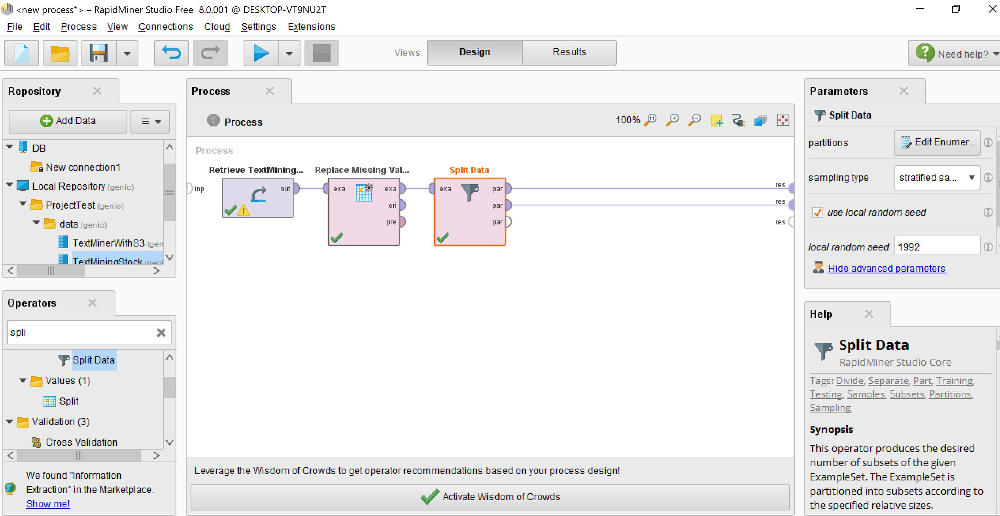 <new process*> – RapidMiner Studio Free 8.0.001 @ DESKTOP-VT9NU2T
File Edit Process View Connections Cloud Settings Extensions
Views: Design Results Need help?
Repository
Add Data
DB
New connection1
Local Repository (genio)
ProjectTest (genio)
data (genio)
TextMinerWithS3 (gen
TextMiningStock (geni
Operators
spli
Split Data
Values (1)
Split
Validation (3)
Cross Validation
We found "Information
Extraction" in the Marketplace.
Show me!
Process
Process
100%
Process
Retrieve TextMining... Replace Missing Val... Split Data
inp out exa exa exa par res
ori par res
pre par res
Leverage the Wisdom of Crowds to get operator recommendations based on your process design!
Activate Wisdom of Crowds
Parameters
Split Data
partitions Edit Enumer...
sampling type stratified sa...
use local random seed
local random seed 1992
Hide advanced parameters
Help
Split Data
RapidMiner Studio Core
Tags: Divide, Separate, Part, Training,
Testing, Samples, Subsets, Partitions,
Sampling
Synopsis
This operator produces the desired
number of subsets of the given
ExampleSet. The ExampleSet is
partitioned into subsets according to
the specified relative sizes.